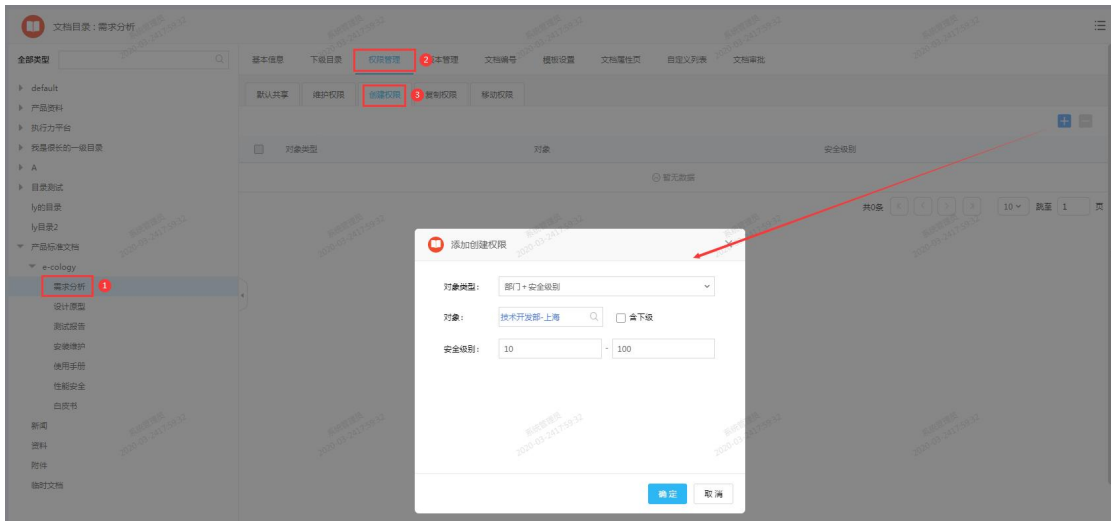 文档目录 : 需求分析
全部类型
基本信息 下级目录 权限管理 2 版本管理 文档编号 模板设置 文档属性页 自定义列表 文档审批
default
默认共享 维护权限 创建权限 3 复制权限 移动权限
产品资料
执行力平台
我是很长的一级目录
对象类型 对象 安全级别
A
暂无数据
目录测试
ly的目录
共0条 10 跳至 1 页
ly目录2
产品标准文档
添加创建权限
e-cology
需求分析 1
对象类型: 部门+安全级别
设计原型
对象: 技术开发部-上海 含下级
测试报告
安全级别: 10 - 100
安装维护
使用手册
性能安全
白皮书
新闻
资料
附件
临时文档
确定 取消
系统管理员
2020-03-2417:59:32